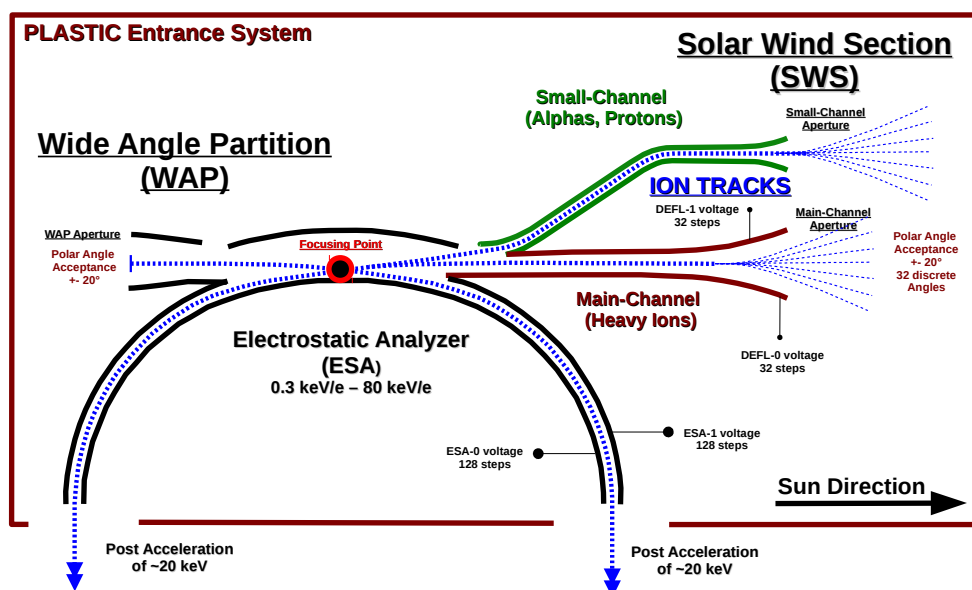 PLASTIC Entrance System
Solar Wind Section
(SWS)
Small-Channel
(Alphas, Protons)
Small-Channel
Aperture
Wide Angle Partition
(WAP)
ION TRACKS
DEFL-1 voltage
32 steps
Main-Channel
Aperture
WAP Aperture
Focusing Point
Polar Angle
Acceptance
+- 20°
Polar Angle
Acceptance
+- 20°
32 discrete
Angles
Main-Channel
(Heavy Ions)
Electrostatic Analyzer
(ESA)
0.3 keV/e – 80 keV/e
DEFL-0 voltage
32 steps
ESA-1 voltage
128 steps
ESA-0 voltage
128 steps
Sun Direction
Post Acceleration
of ~20 keV
Post Acceleration
of ~20 keV